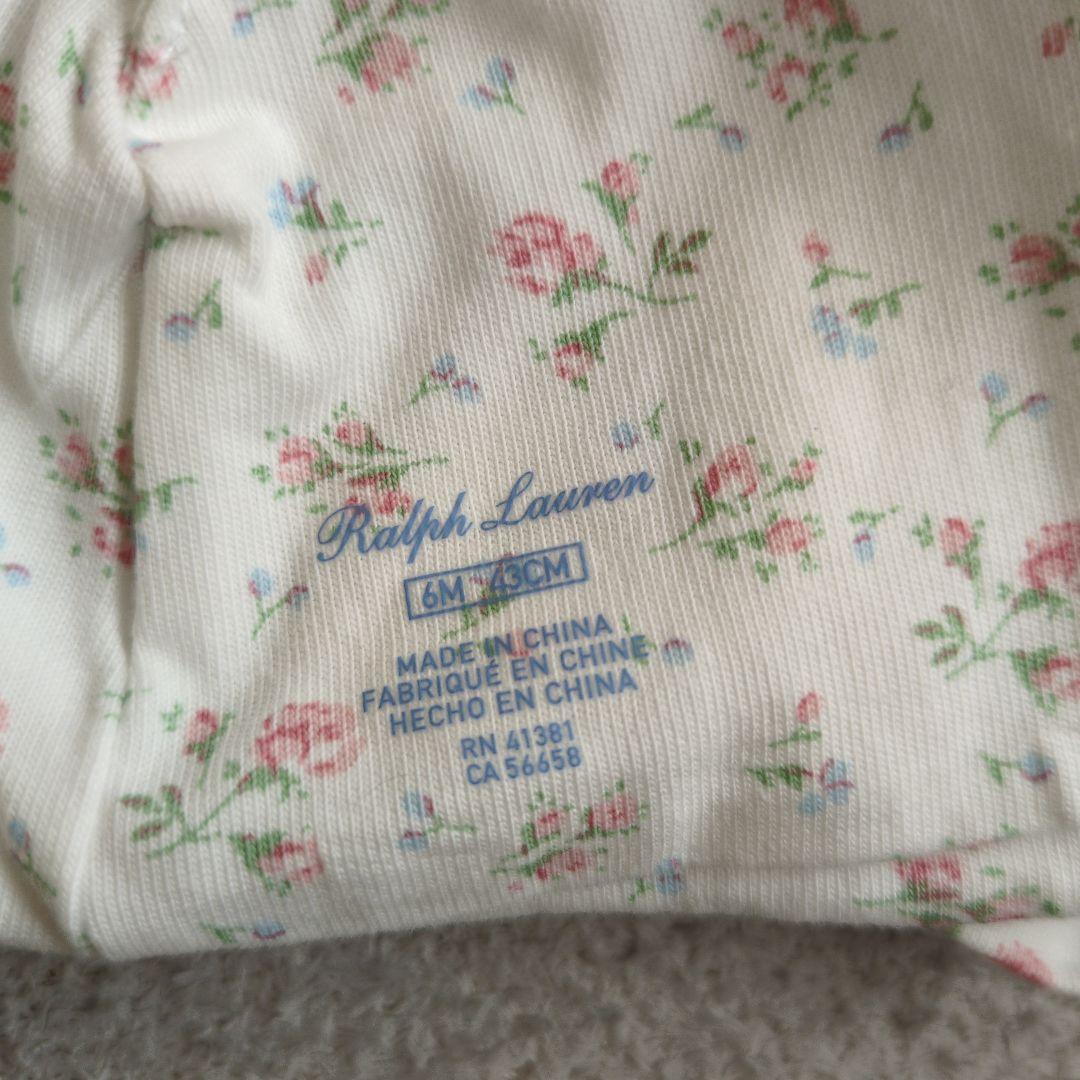 Ralph Lauren
6M 43CM
MADE IN CHINA
FABRIQUÉ EN CHINE
HECHO EN CHINA
RN 41381
CA 56658